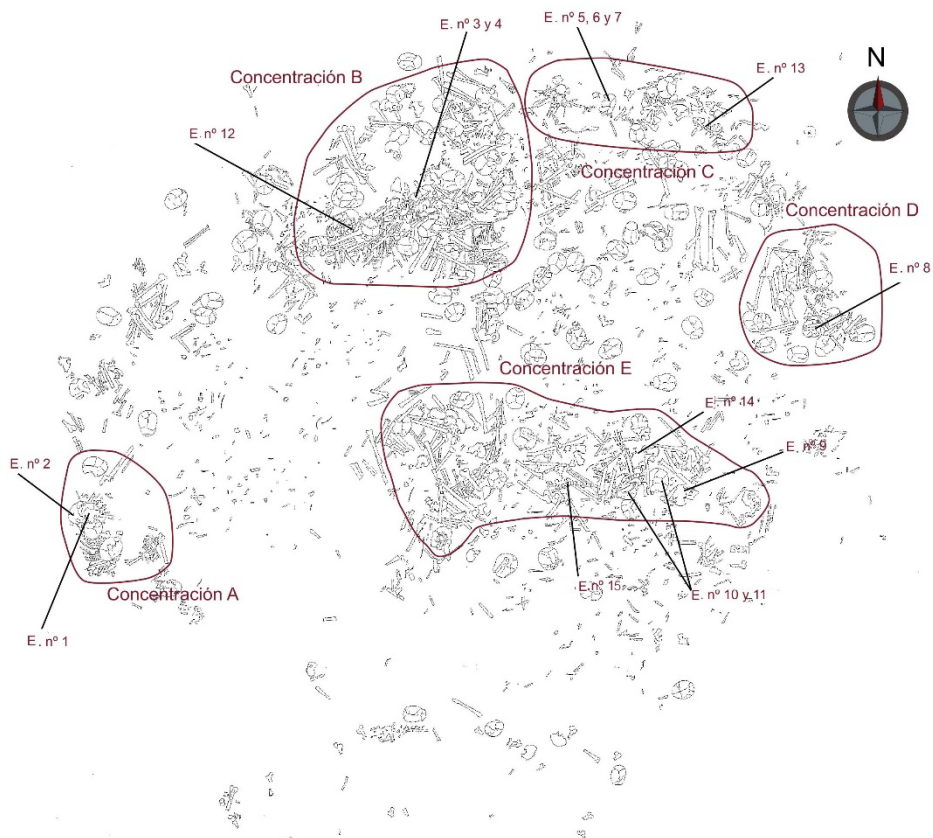 E. nº 3 y 4
E. nº 5, 6 y 7
N
Concentración B
E. nº 13
E. nº 12
Concentración C
Concentración D
E. nº 8
Concentración E
E. nº 14
E. nº 9
E. nº 2
E. nº 15
E. nº 10 y 11
Concentración A
E. nº 1